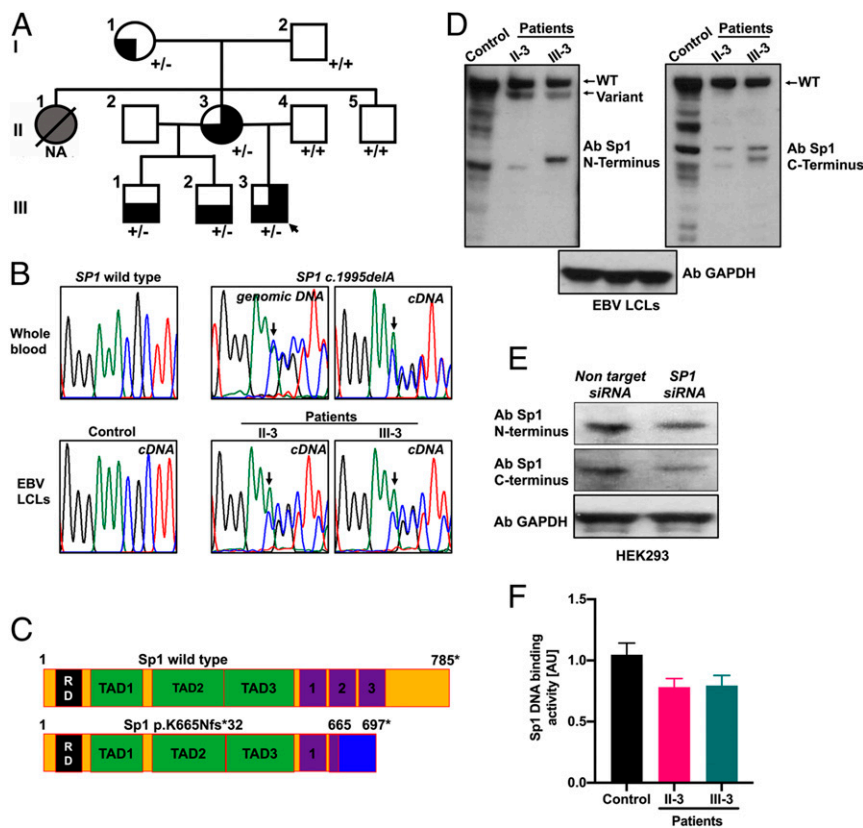 A
I
1
2
+/-
+/+
II
1
2
3
4
5
NA
+/-
+/+
+/+
III
1
2
3
+/-
+/-
+/-
B
SP1 wild type
SP1 c.1995delA
Whole
blood
genomic DNA
cDNA
Control
Patients
II-3
III-3
EBV
LCLs
cDNA
cDNA
cDNA
C
1
Sp1 wild type
785*
R
D
TAD1
TAD2
TAD3
1
2
3
1
Sp1 p.K665Nfs*32
665
697*
R
D
TAD1
TAD2
TAD3
1
D
Control
Patients
II-3
III-3
WT
Variant
Ab Sp1
N-Terminus
Control
Patients
II-3
III-3
WT
Ab Sp1
C-Terminus
Ab GAPDH
EBV LCLs
E
Non target
siRNA
SP1
siRNA
Ab Sp1
N-terminus
Ab Sp1
C-terminus
Ab GAPDH
HEK293
F
Sp1 DNA binding
activity [AU]
1.5
1.0
0.5
0.0
Control
II-3
III-3
Patients